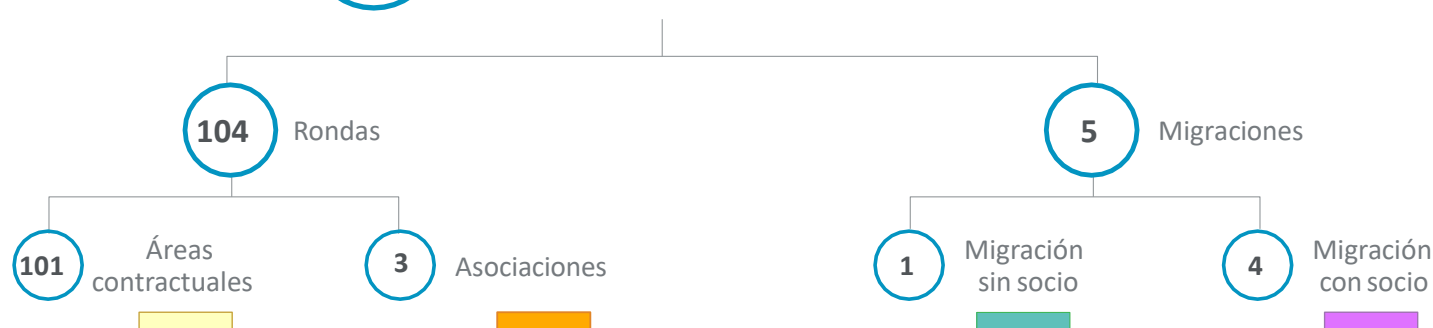 104 Rondas
5 Migraciones
101 Áreas
contractuales
3 Asociaciones
1 Migración
sin socio
4 Migración
con socio